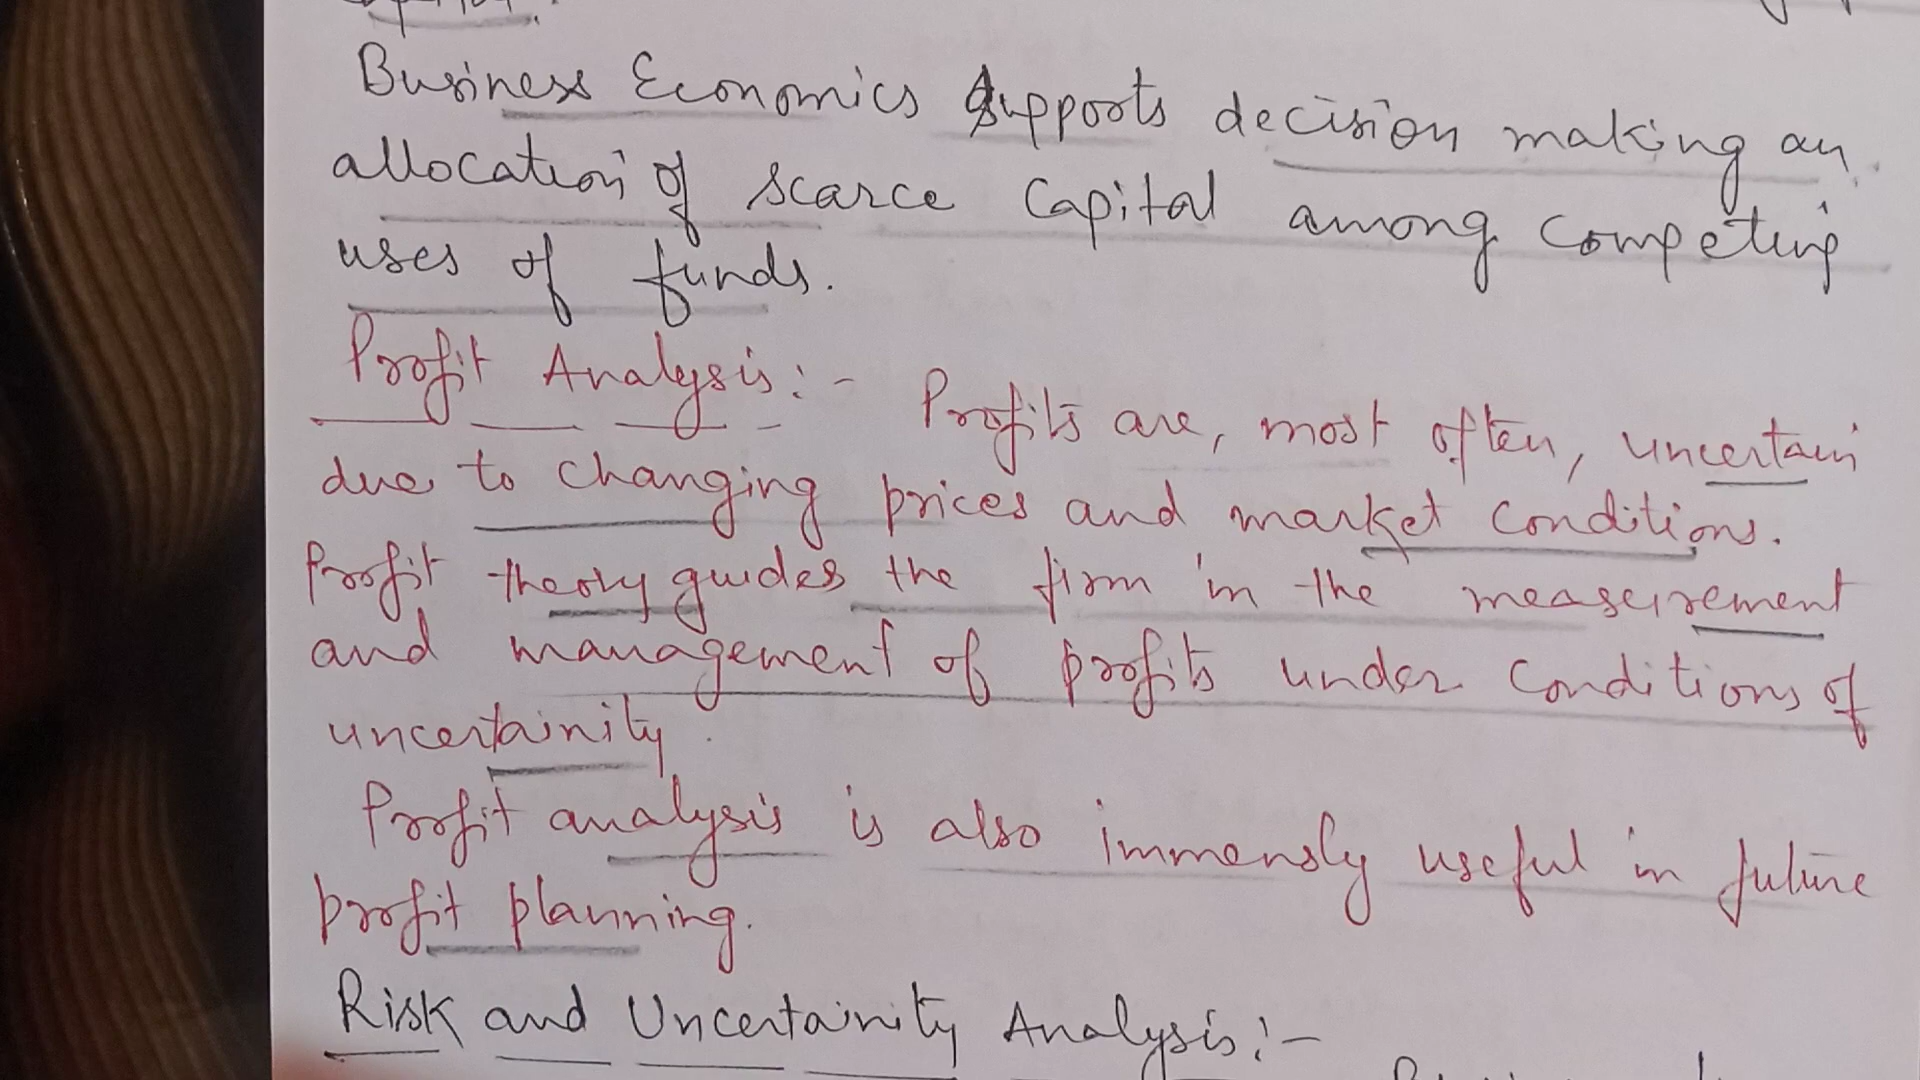 Business Economics Supports decision making an
allocation of scarce Capital among Competing
uses of funds.
Profit Analysis:- Profits are, most often, uncertain
due to changing prices and market conditions.
Profit theory guides the firm in the measurement
and management of profits under conditions of
uncertainity.
Profit analysis is also immensly useful in future
profit planning.
Risk and Uncertainity Analysis:-